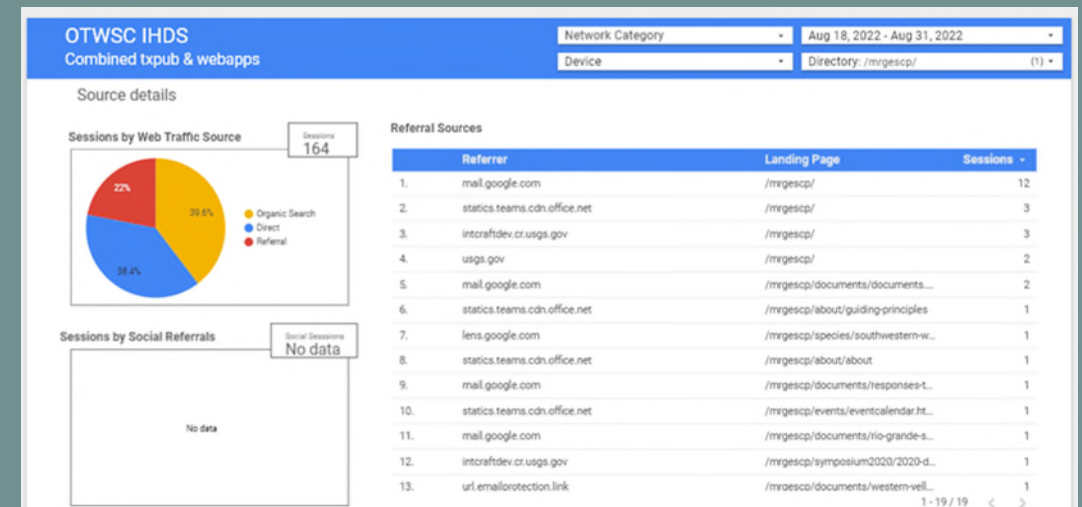 OTWSC IHDS
Combined txpub & webapps
Network Category
Aug 18, 2022 - Aug 31, 2022
Device
Directory: /mrgescp/ (1)
Source details
Sessions by Web Traffic Source
Sessions
164
22%
39.6%
38.4%
Organic Search
Direct
Referral
Sessions by Social Referrals
Social Sessions
No data
No data
Referral Sources
Referrer Landing Page Sessions
1. mail.google.com /mrgescp/ 12
2. statics.teams.cdn.office.net /mrgescp/ 3
3. intcraftdev.cr.usgs.gov /mrgescp/ 3
4. usgs.gov /mrgescp/ 2
5. mail.google.com /mrgescp/documents/documents.... 2
6. statics.teams.cdn.office.net /mrgescp/about/guiding-principles 1
7. lens.google.com /mrgescp/species/southwestern-w... 1
8. statics.teams.cdn.office.net /mrgescp/about/about 1
9. mail.google.com /mrgescp/documents/responses-t... 1
10. statics.teams.cdn.office.net /mrgescp/events/eventcalendar.ht... 1
11. mail.google.com /mrgescp/documents/rio-grande-s... 1
12. intcraftdev.cr.usgs.gov /mrgescp/symposium2020/2020-d... 1
13. url.emailprotection.link /mrgescp/documents/western-yell... 1
1 - 19 / 19 < >